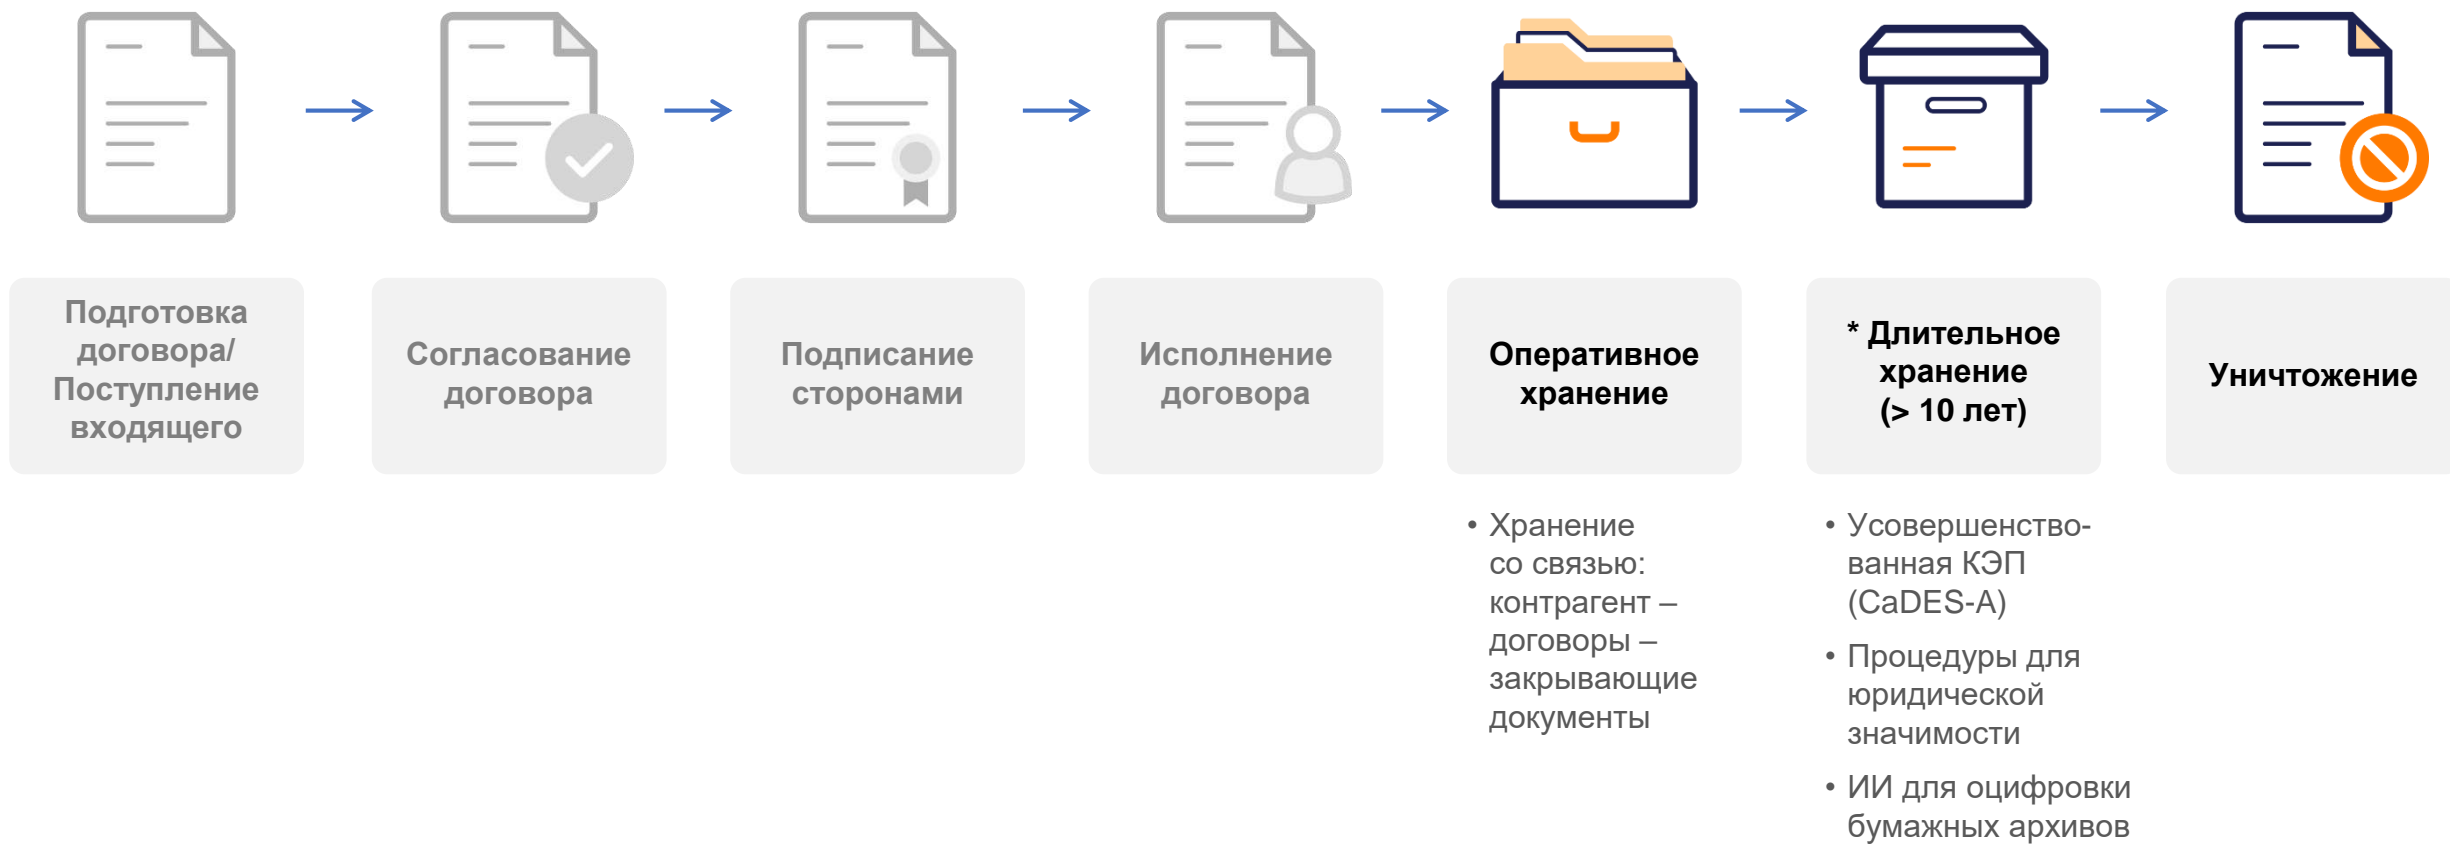 Подготовка
договора/
Поступление
входящего
Согласование
договора
Подписание
сторонами
Исполнение
договора
Оперативное
хранение
* Длительное
хранение
(> 10 лет)
Уничтожение
• Хранение
со связью:
контрагент –
договоры –
закрывающие
документы
• Усовершенство-
ванная КЭП
(CaDES-A)
• Процедуры для
юридической
значимости
• ИИ для оцифровки
бумажных архивов